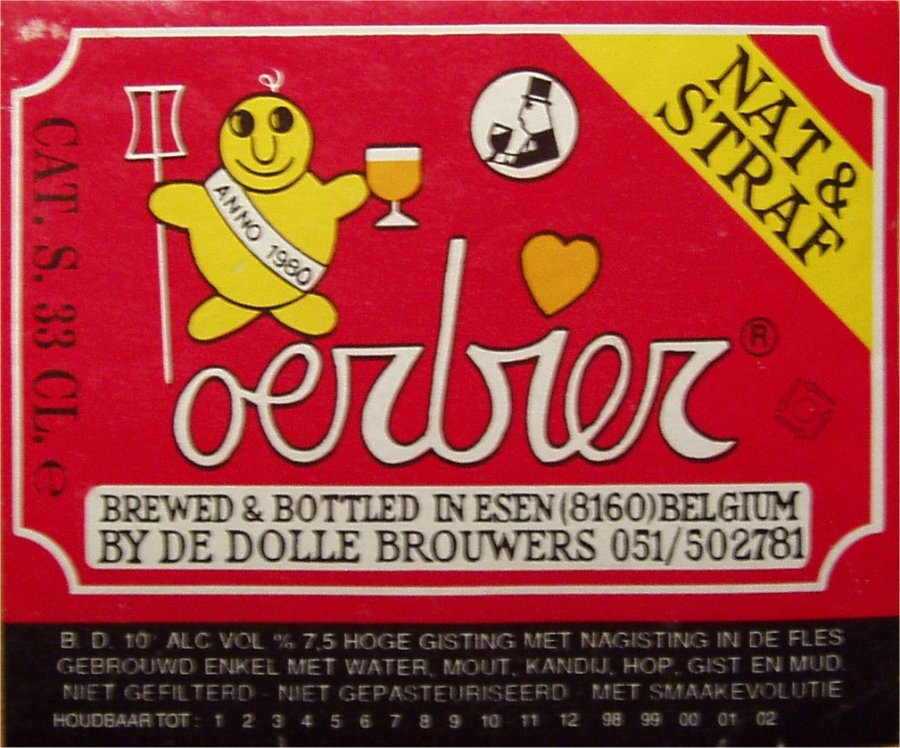 NAT &
STRAF
ANNO 1980
CAT. S. 33 CL. e
oerbier ®
BREWED & BOTTLED IN ESEN (8160) BELGIUM
BY DE DOLLE BROUWERS 051/502781
B. D. 10° ALC VOL % 7,5 HOGE GISTING MET NAGISTING IN DE FLES
GEBROUWD ENKEL MET WATER, MOUT, KANDIJ, HOP, GIST EN MUD.
NIET GEFILTERD - NIET GEPASTEURISEERD - MET SMAAKEVOLUTIE
HOUDBAAR TOT : 1 2 3 4 5 6 7 8 9 10 11 12 98 99 00 01 02